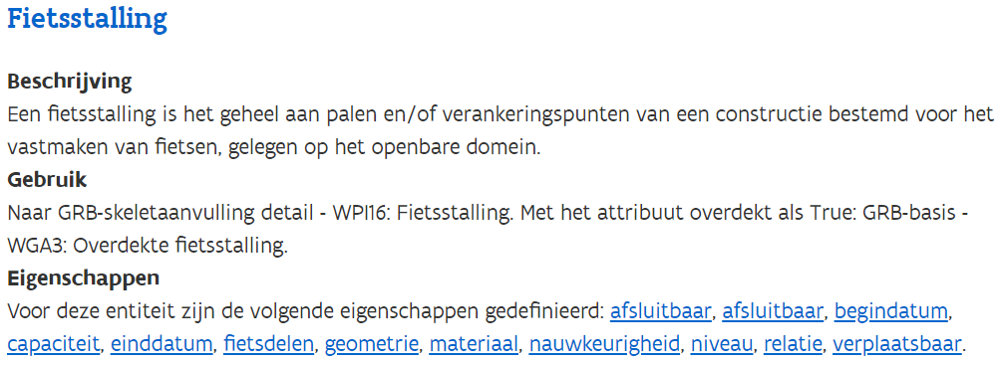 Fietsstalling
Beschrijving
Een fietsstalling is het geheel aan palen en/of verankeringspunten van een constructie bestemd voor het
vastmaken van fietsen, gelegen op het openbare domein.
Gebruik
Naar GRB-skeletaanvulling detail - WPI16: Fietsstalling. Met het attribuut overdekt als True: GRB-basis -
WGA3: Overdekte fietsstalling.
Eigenschappen
Voor deze entiteit zijn de volgende eigenschappen gedefinieerd: afsluitbaar, afsluitbaar, begindatum,
capaciteit, einddatum, fietsdelen, geometrie, materiaal, nauwkeurigheid, niveau, relatie, verplaatsbaar.